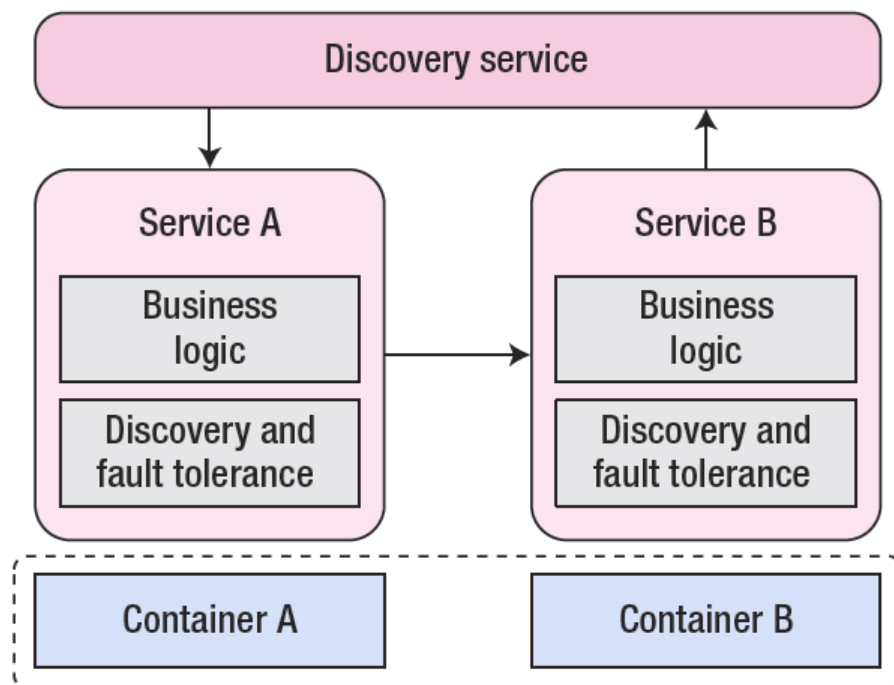 Discovery service
Service A
Business
logic
Discovery and
fault tolerance
Service B
Business
logic
Discovery and
fault tolerance
Container A
Container B